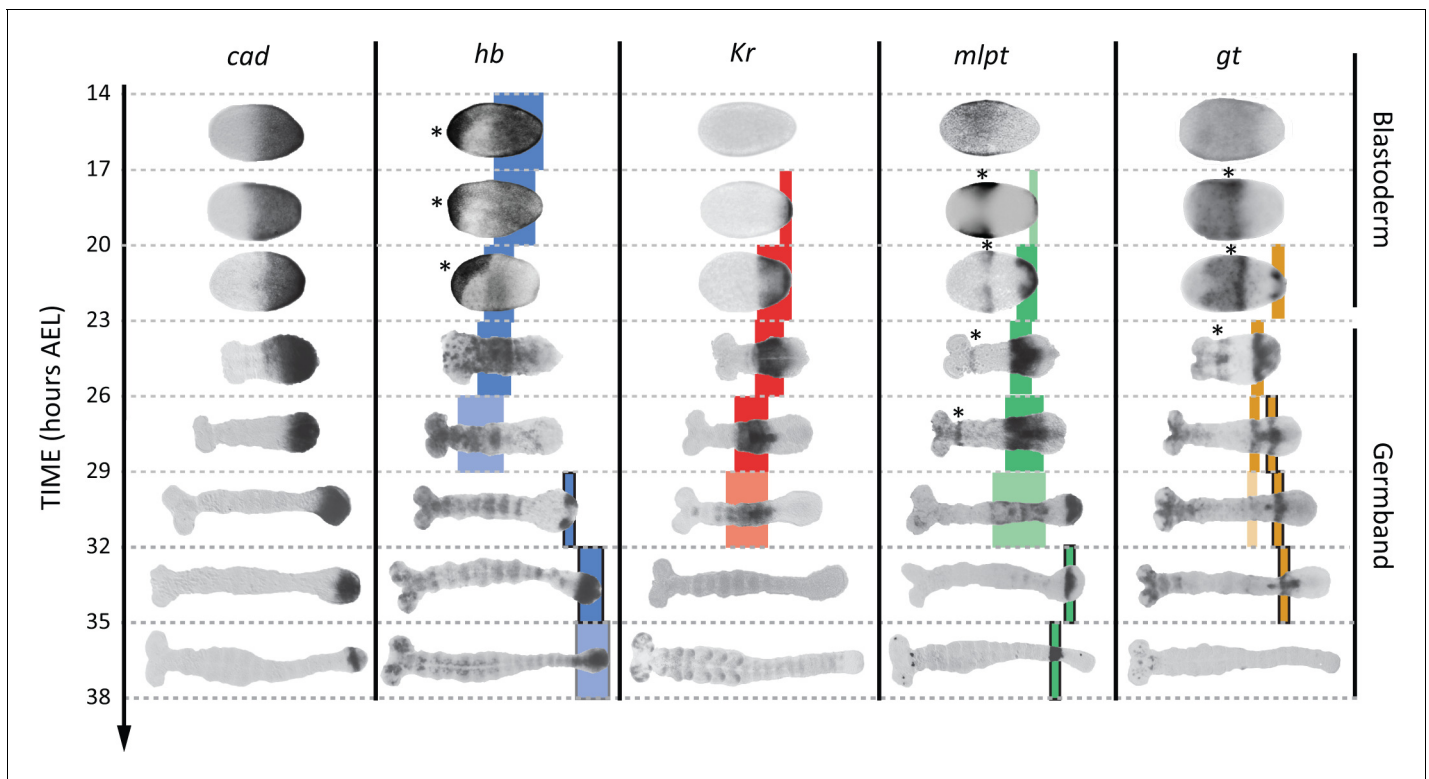 cad
hb
Kr
mlpt
gt
14
17
20
23
26
29
32
35
38
TIME (hours AEL)
*
*
*
*
*
*
*
*
*
*
Blastoderm
Germband